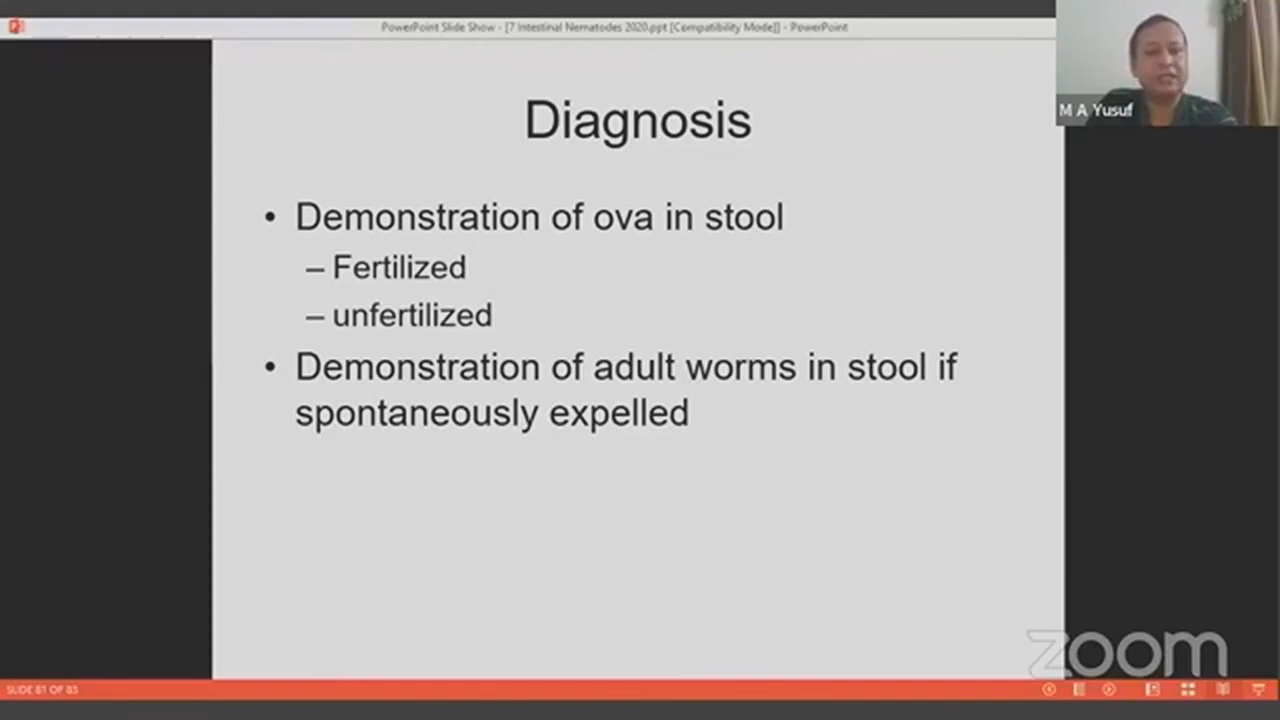 PowerPoint Slide Show - [7 Intestinal Nematodes 2020.ppt [Compatibility Mode]] - PowerPoint
M A Yusuf
Diagnosis
• Demonstration of ova in stool
– Fertilized
– unfertilized
• Demonstration of adult worms in stool if
spontaneously expelled
zoom
SLIDE 81 OF 83